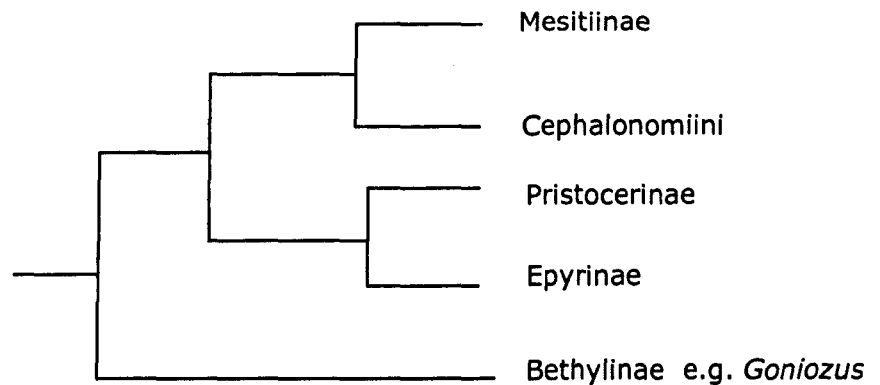 Mesitiinae
Cephalonomiini
Pristocerinae
Epyrinae
Bethylinae e.g. Goniozus